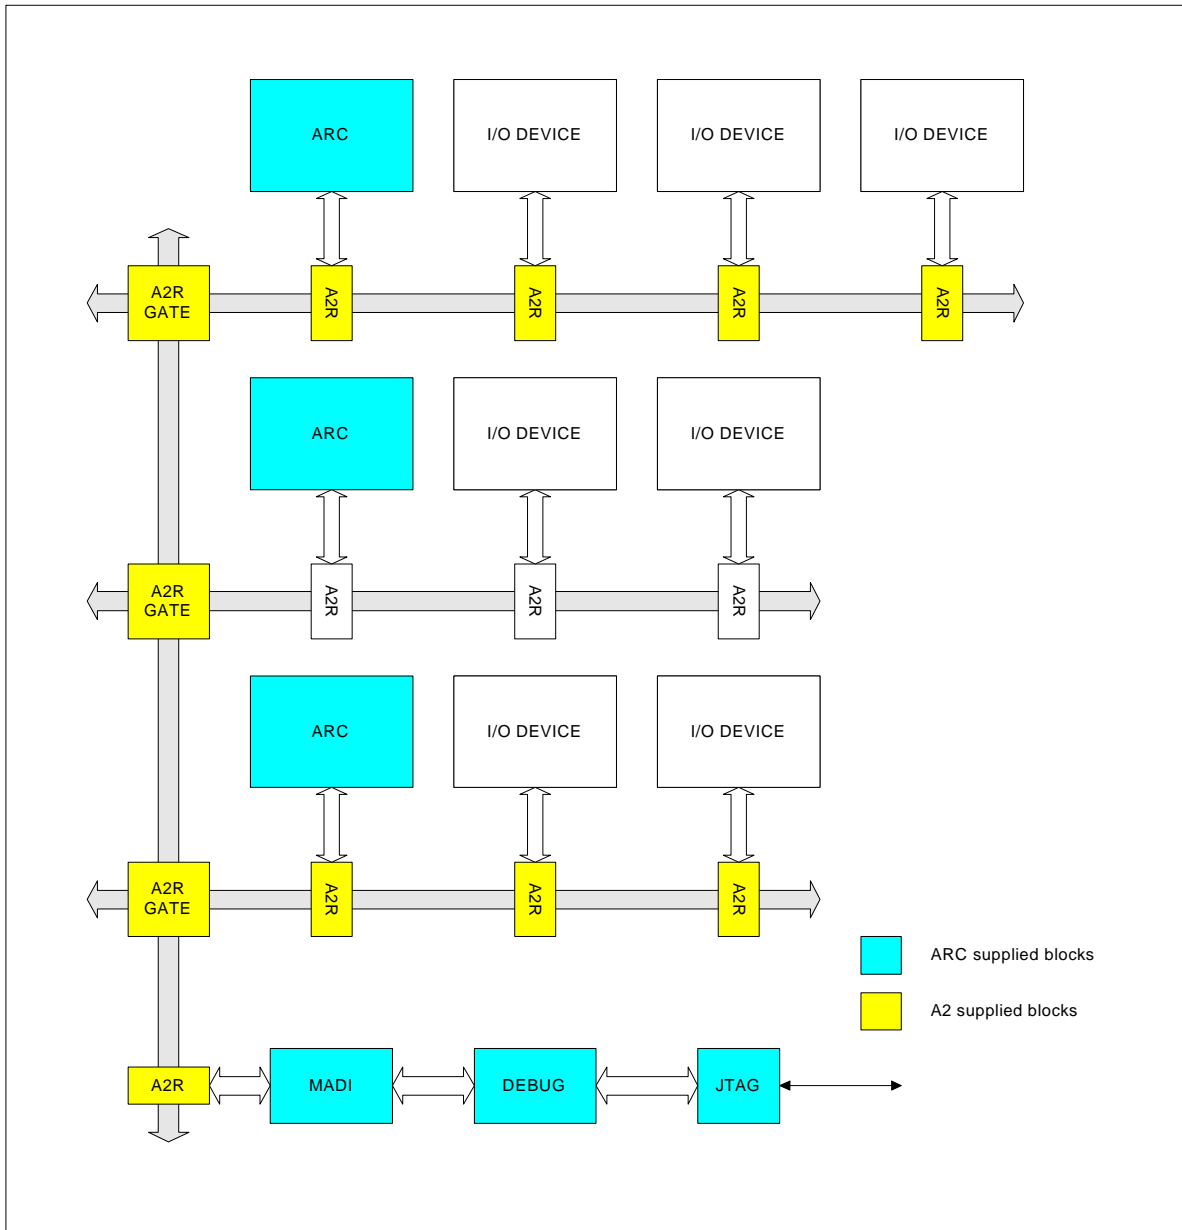 ARC
I/O DEVICE
I/O DEVICE
I/O DEVICE
A2R
GATE
A2R
A2R
A2R
A2R
ARC
I/O DEVICE
I/O DEVICE
A2R
GATE
A2R
A2R
A2R
ARC
I/O DEVICE
I/O DEVICE
A2R
GATE
A2R
A2R
A2R
ARC supplied blocks
A2 supplied blocks
A2R
MADI
DEBUG
JTAG